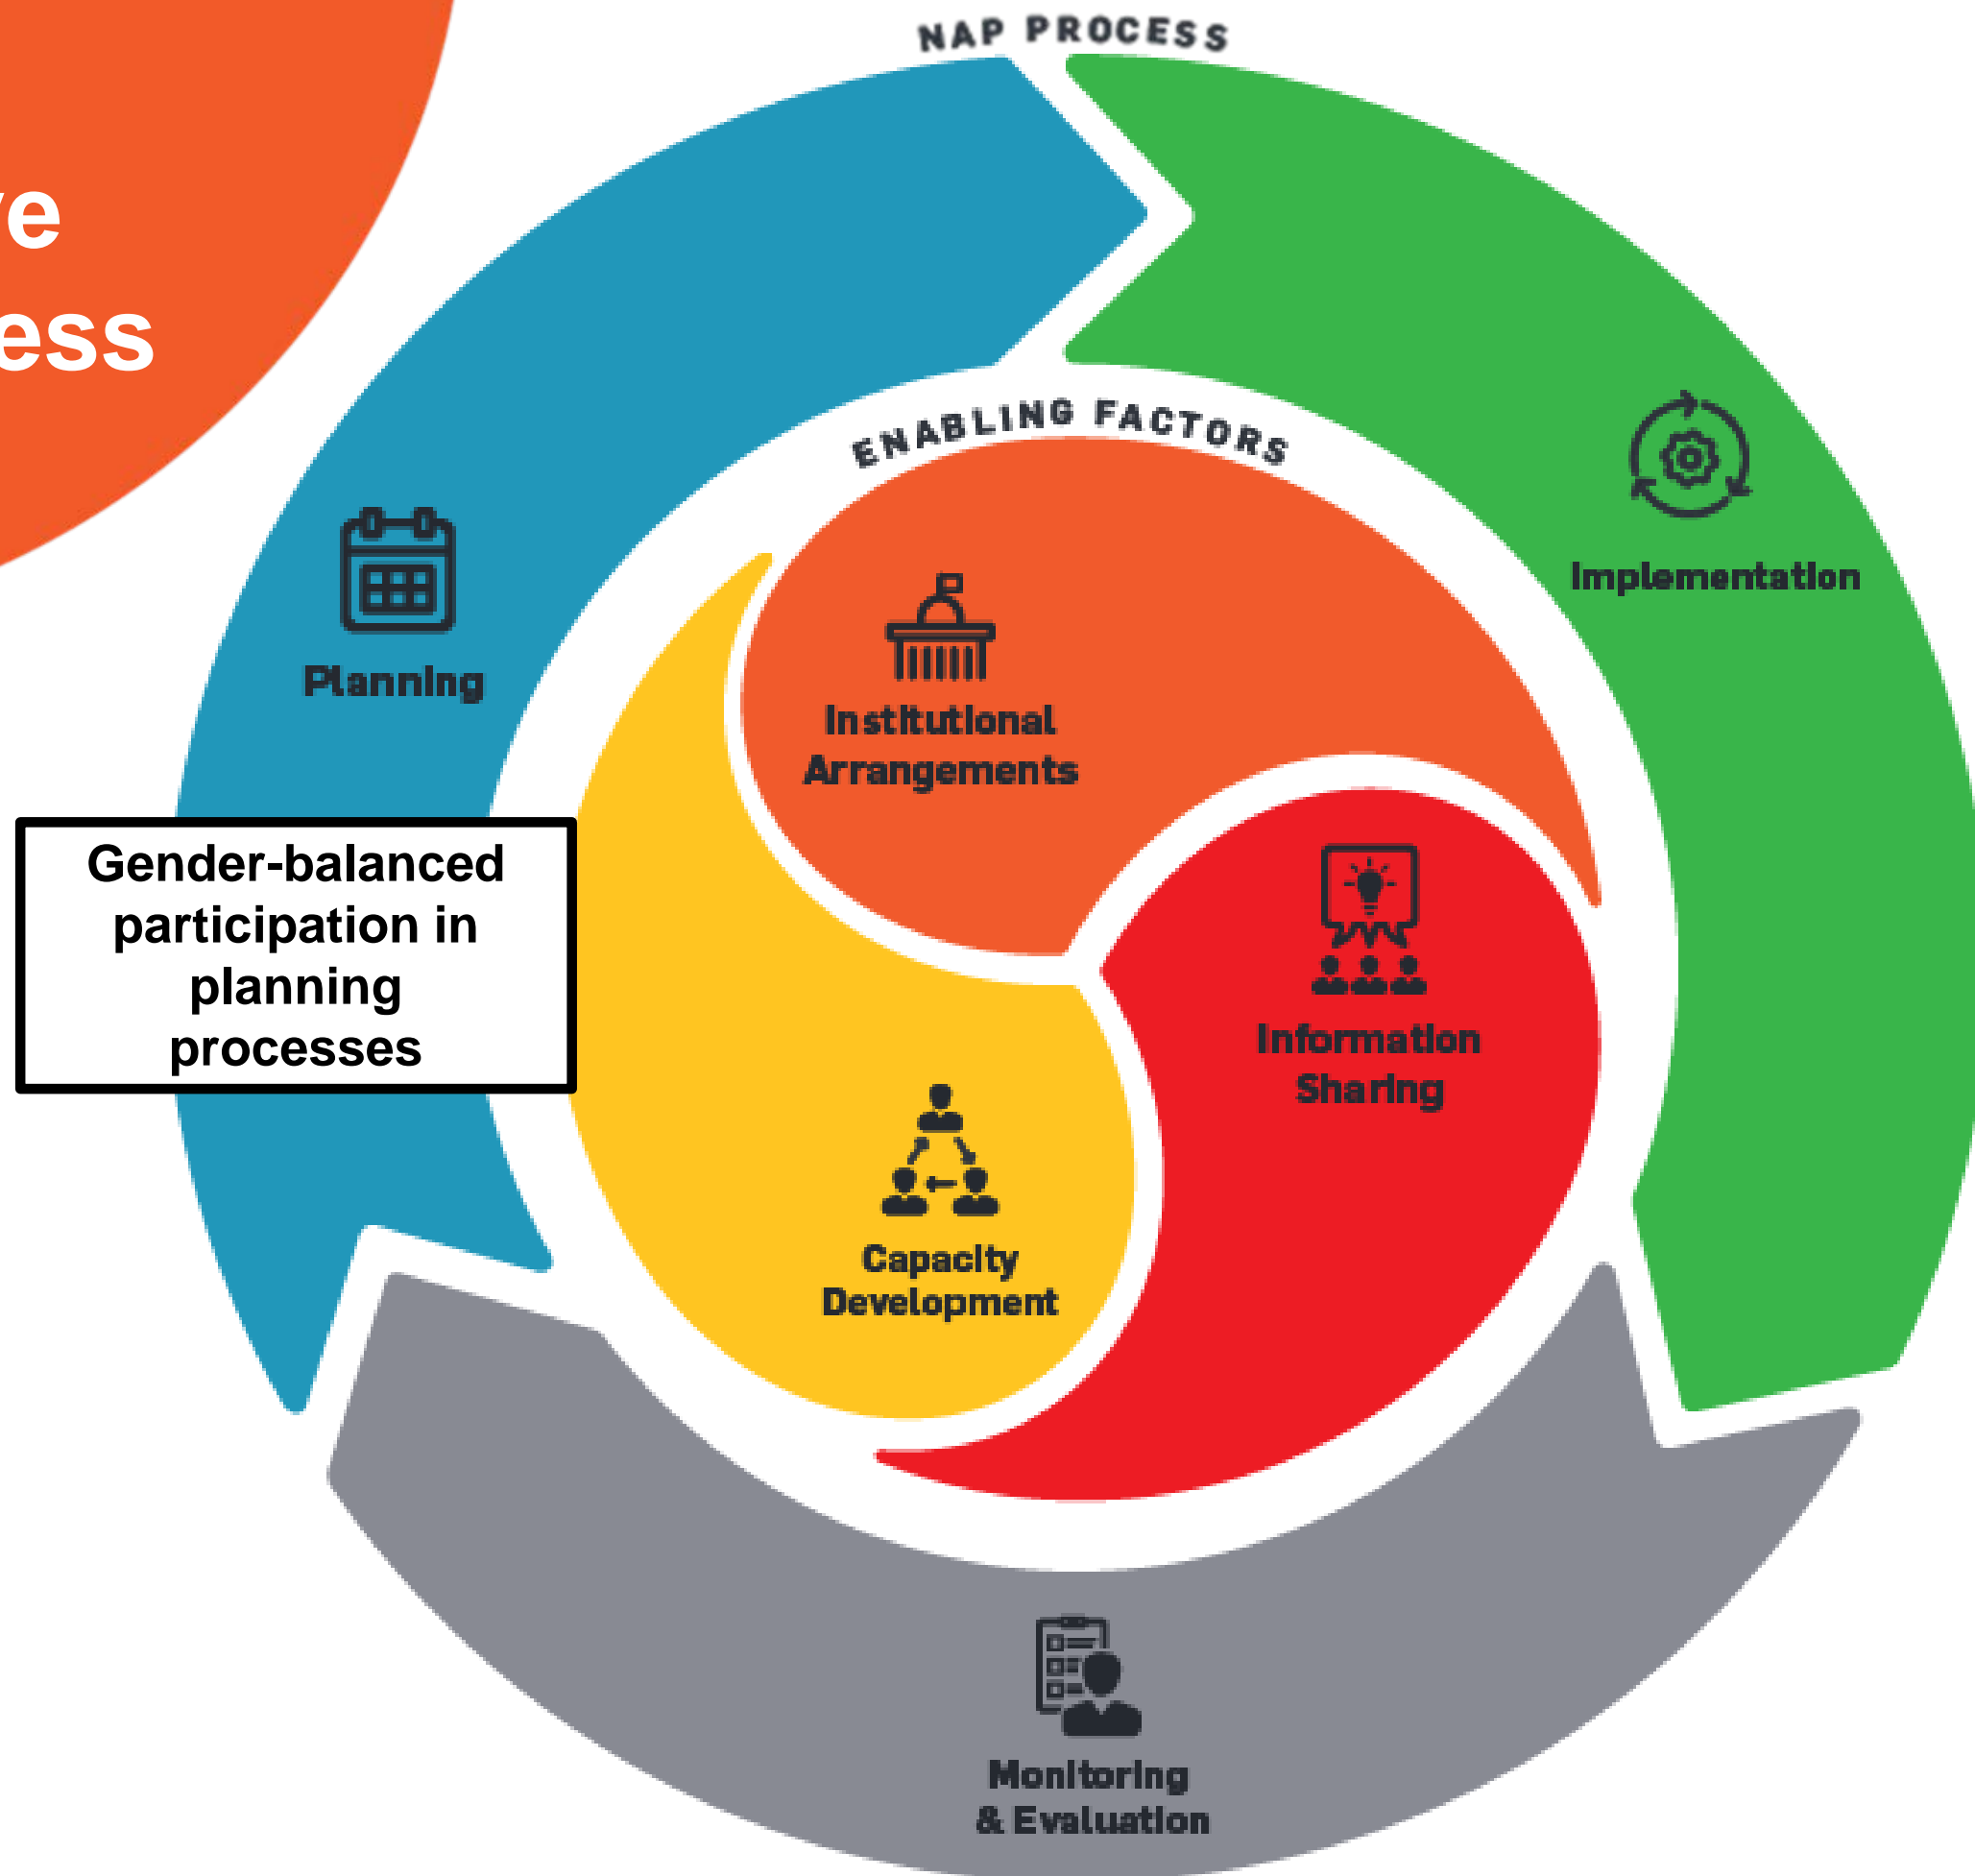 NAP PROCESS
ve
ess
ENABLING FACTORS
Implementation
Planning
Institutional
Arrangements
Gender-balanced
participation in
planning
processes
Information
Sharing
Capacity
Development
Monitoring
& Evaluation